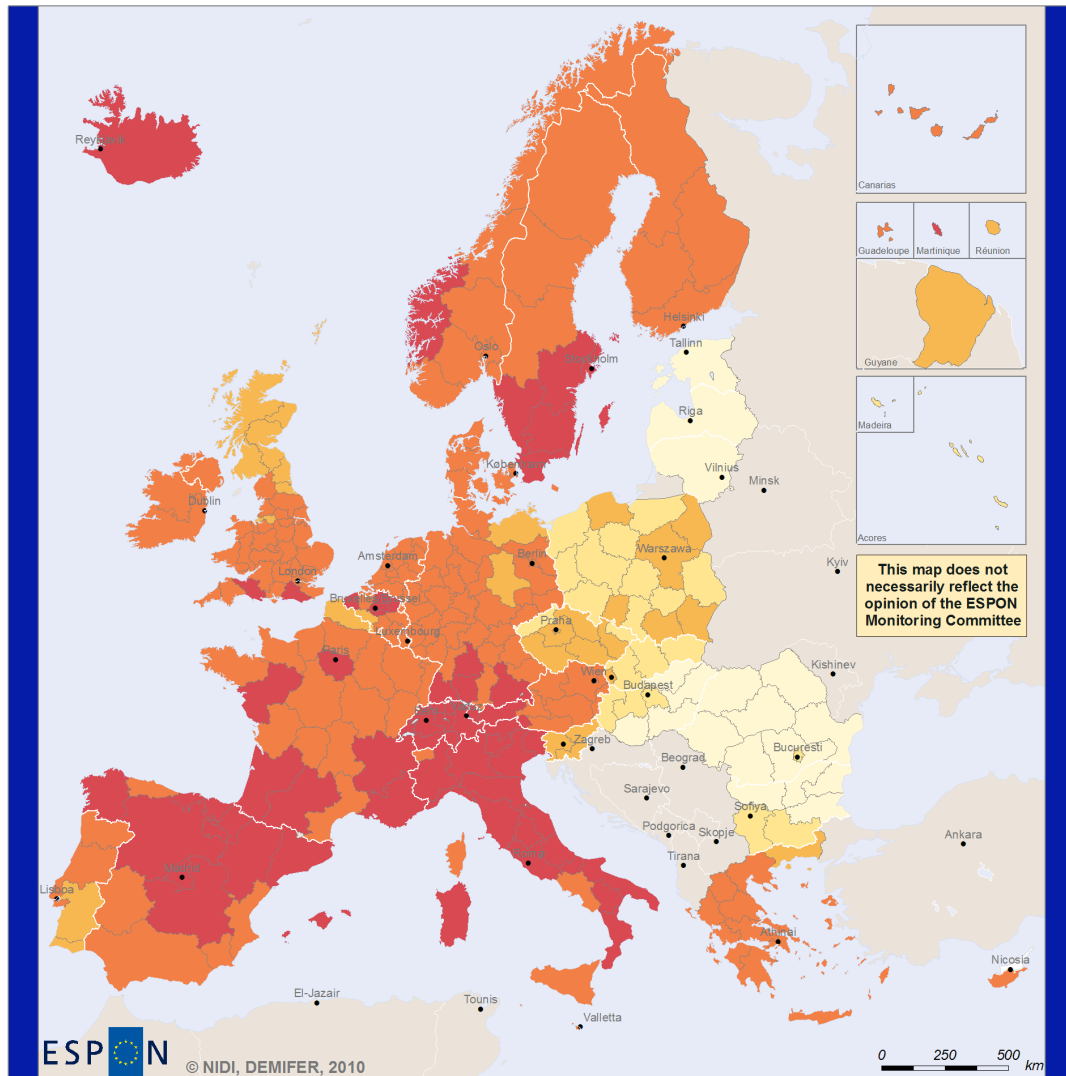 Reykjavik
Canarias
Guadeloupe
Martinique
Réunion
Guyane
Madeira
Acores
This map does not
necessarily reflect the
opinion of the ESPON
Monitoring Committee
Helsinki
Tallinn
Oslo
Stockholm
Riga
København
Vilnius
Minsk
Dublin
Amsterdam
Berlin
Warszawa
London
Kyiv
Praha
Luxembourg
Paris
Kishinev
Wien
Budapest
Zagreb
Bucuresti
Beograd
Sarajevo
Sofiya
Podgorica
Skopje
Ankara
Tirana
Roma
Madrid
Lisboa
Athinai
Nicosia
El-Jazair
Tounis
Valletta
ESPON
© NIDI, DEMIFER, 2010
0 250 500
km